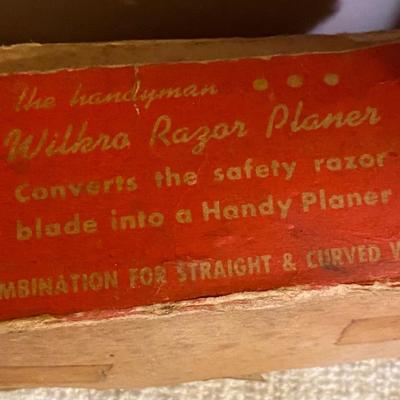 the handyman
Wilkro Razor Planer
Converts the safety razor
blade into a Handy Planer
MBINATION FOR STRAIGHT & CURVED W